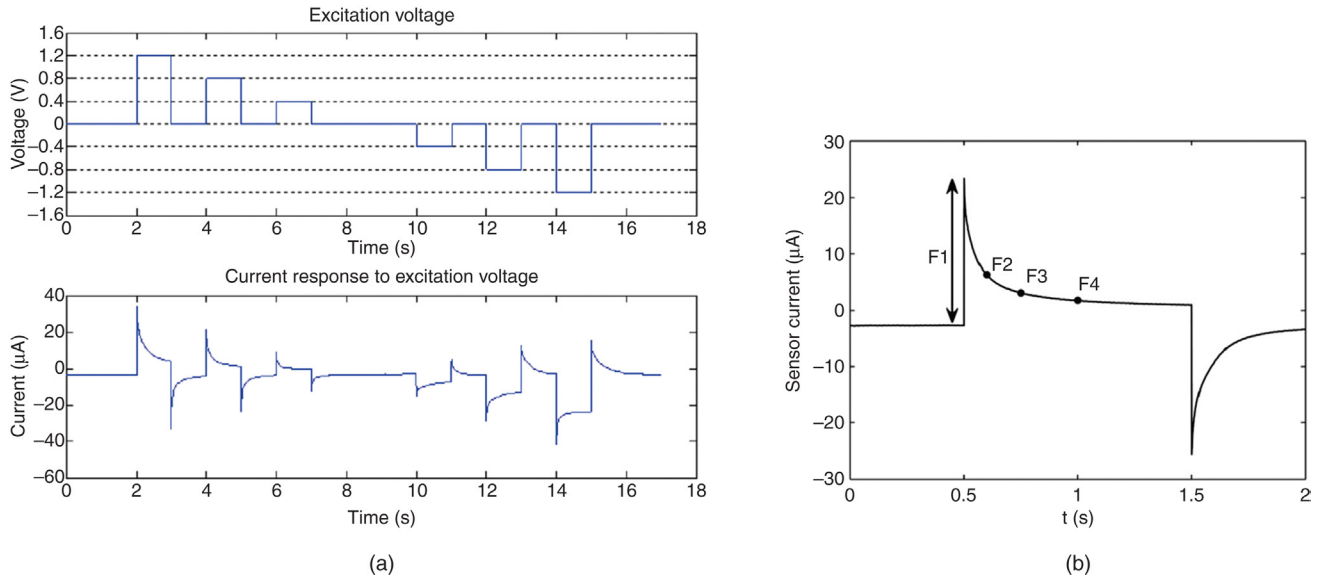 Excitation voltage
1.6
1.2
0.8
0.4
0
−0.4
−0.8
−1.2
−1.6
Voltage (V)
0 2 4 6 8 10 12 14 16 18
Time (s)
Current response to excitation voltage
40
20
0
−20
−40
−60
Current (μA)
0 2 4 6 8 10 12 14 16 18
Time (s)
(a)
30
20
10
0
−10
−20
−30
Sensor current (μA)
F1
F2
F3
F4
0 0.5 1 1.5 2
t (s)
(b)